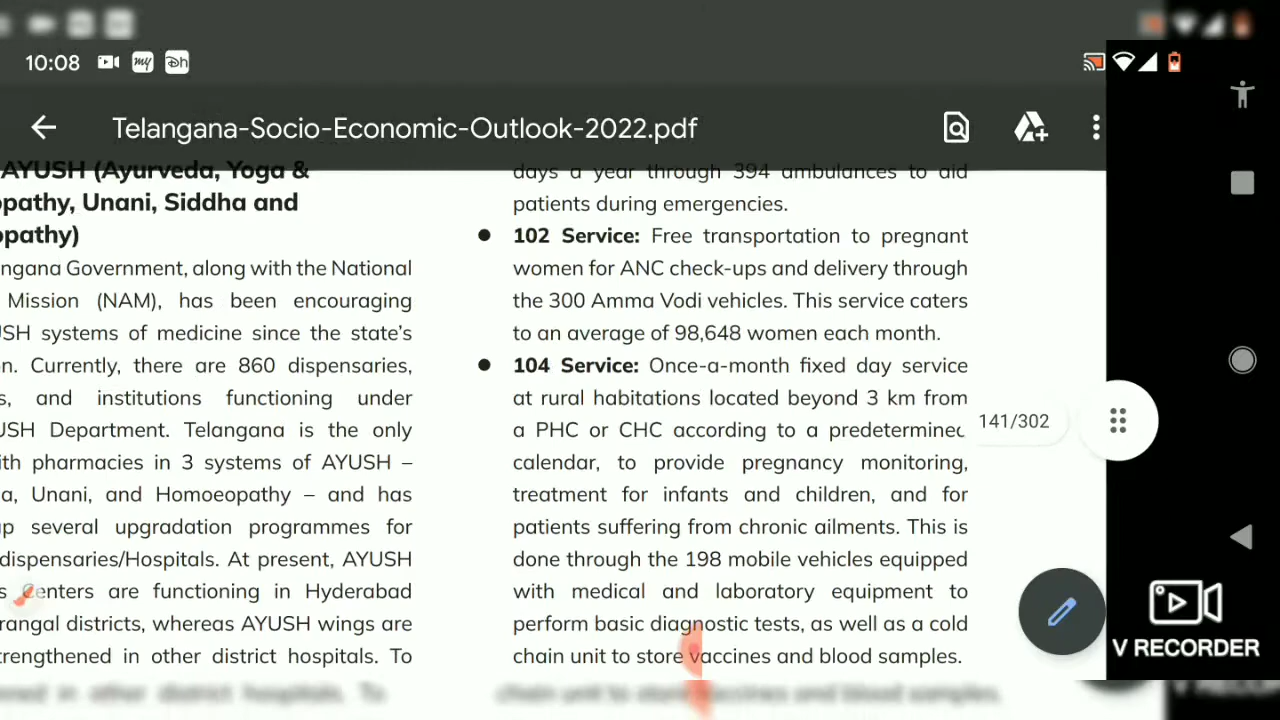 10:08
my
Dh
Telangana-Socio-Economic-Outlook-2022.pdf
AYUSH (Ayurveda, Yoga &
opathy, Unani, Siddha and
opathy)
ngana Government, along with the National
Mission (NAM), has been encouraging
USH systems of medicine since the state's
n. Currently, there are 860 dispensaries,
s, and institutions functioning under
USH Department. Telangana is the only
ith pharmacies in 3 systems of AYUSH –
a, Unani, and Homoeopathy – and has
up several upgradation programmes for
dispensaries/Hospitals. At present, AYUSH
s Centers are functioning in Hyderabad
rangal districts, whereas AYUSH wings are
trengthened in other district hospitals. To
days a year through 394 ambulances to aid
patients during emergencies.
● 102 Service: Free transportation to pregnant
women for ANC check-ups and delivery through
the 300 Amma Vodi vehicles. This service caters
to an average of 98,648 women each month.
● 104 Service: Once-a-month fixed day service
at rural habitations located beyond 3 km from
a PHC or CHC according to a predetermined
calendar, to provide pregnancy monitoring,
treatment for infants and children, and for
patients suffering from chronic ailments. This is
done through the 198 mobile vehicles equipped
with medical and laboratory equipment to
perform basic diagnostic tests, as well as a cold
chain unit to store vaccines and blood samples.
141/302
V RECORDER